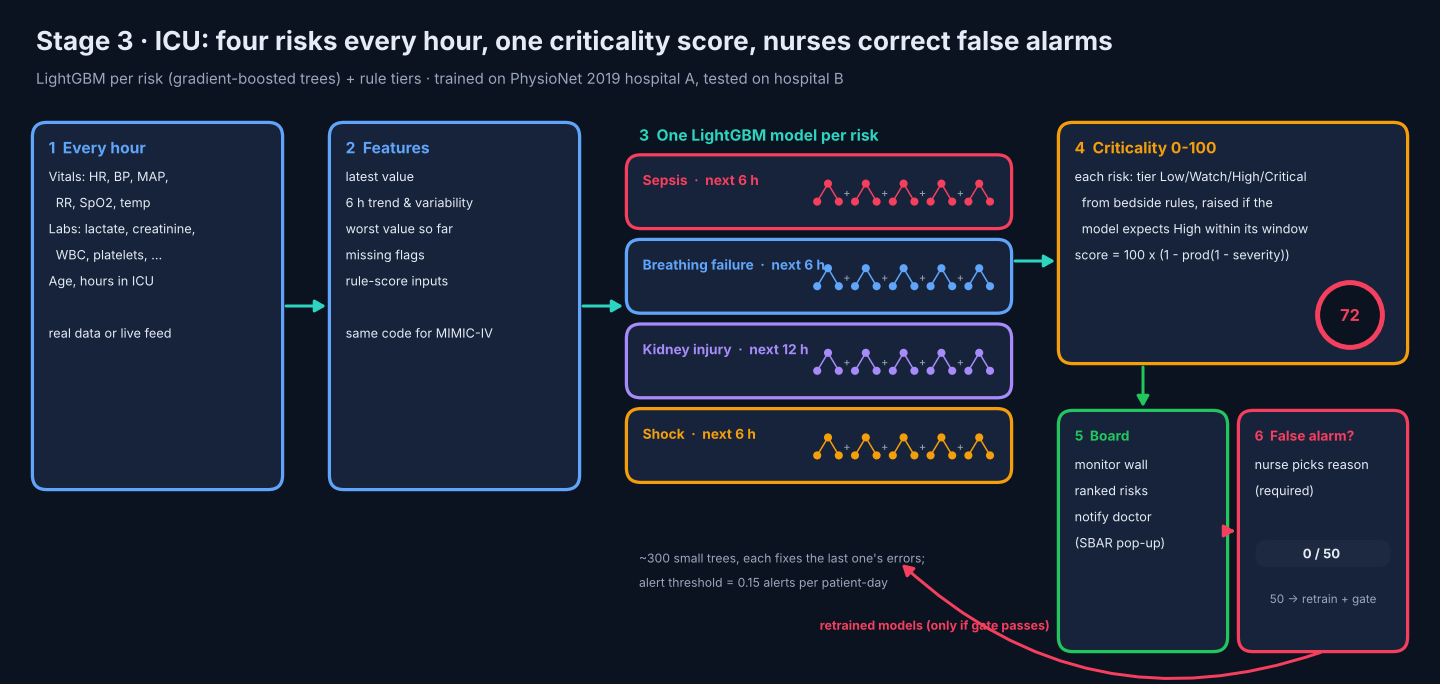 Stage 3 · ICU: four risks every hour, one criticality score, nurses correct false alarms
LightGBM per risk (gradient-boosted trees) + rule tiers · trained on PhysioNet 2019 hospital A, tested on hospital B
1 Every hour
Vitals: HR, BP, MAP,
RR, SpO2, temp
Labs: lactate, creatinine,
WBC, platelets, ...
Age, hours in ICU
real data or live feed
2 Features
latest value
6 h trend & variability
worst value so far
missing flags
rule-score inputs
same code for MIMIC-IV
3 One LightGBM model per risk
Sepsis · next 6 h
+ + + +
Breathing failure · next 6 h
+ + + +
Kidney injury · next 12 h
+ + + +
Shock · next 6 h
+ + + +
~300 small trees, each fixes the last one's errors;
alert threshold = 0.15 alerts per patient-day
4 Criticality 0-100
each risk: tier Low/Watch/High/Critical
from bedside rules, raised if the
model expects High within its window
score = 100 x (1 - prod(1 - severity))
72
5 Board
monitor wall
ranked risks
notify doctor
(SBAR pop-up)
6 False alarm?
nurse picks reason
(required)
0 / 50
50 → retrain + gate
retrained models (only if gate passes)